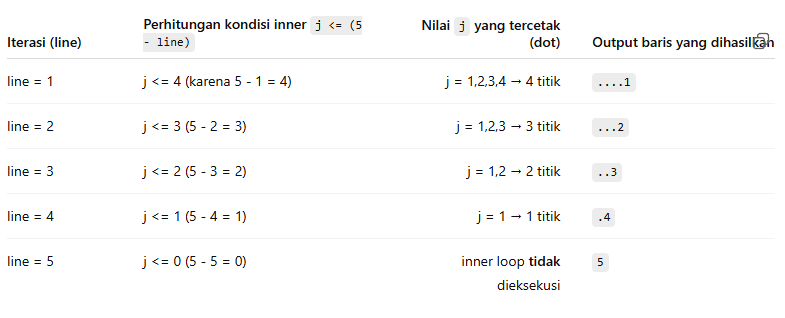 Iterasi (line) Perhitungan kondisi inner j <= (5 - line) Nilai j yang tercetak (dot) Output baris yang dihasilkan
line = 1 j <= 4 (karena 5 - 1 = 4) j = 1,2,3,4 → 4 titik ....1
line = 2 j <= 3 (5 - 2 = 3) j = 1,2,3 → 3 titik ...2
line = 3 j <= 2 (5 - 3 = 2) j = 1,2 → 2 titik ..3
line = 4 j <= 1 (5 - 4 = 1) j = 1 → 1 titik .4
line = 5 j <= 0 (5 - 5 = 0) inner loop tidak dieksekusi 5